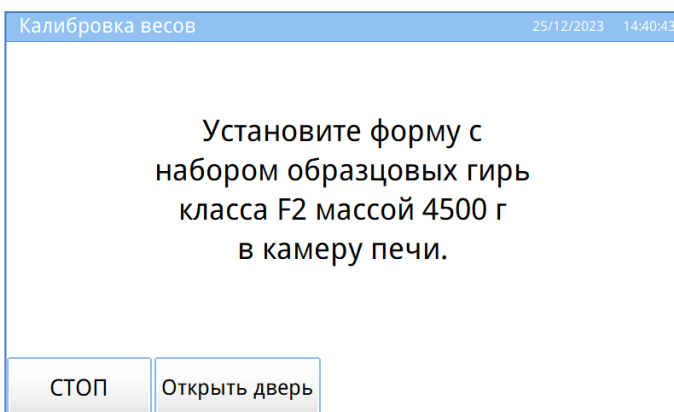 Калибровка весов 25/12/2023 14:40:43
Установите форму с
набором образцовых гирь
класса F2 массой 4500 г
в камеру печи.
СТОП Открыть дверь